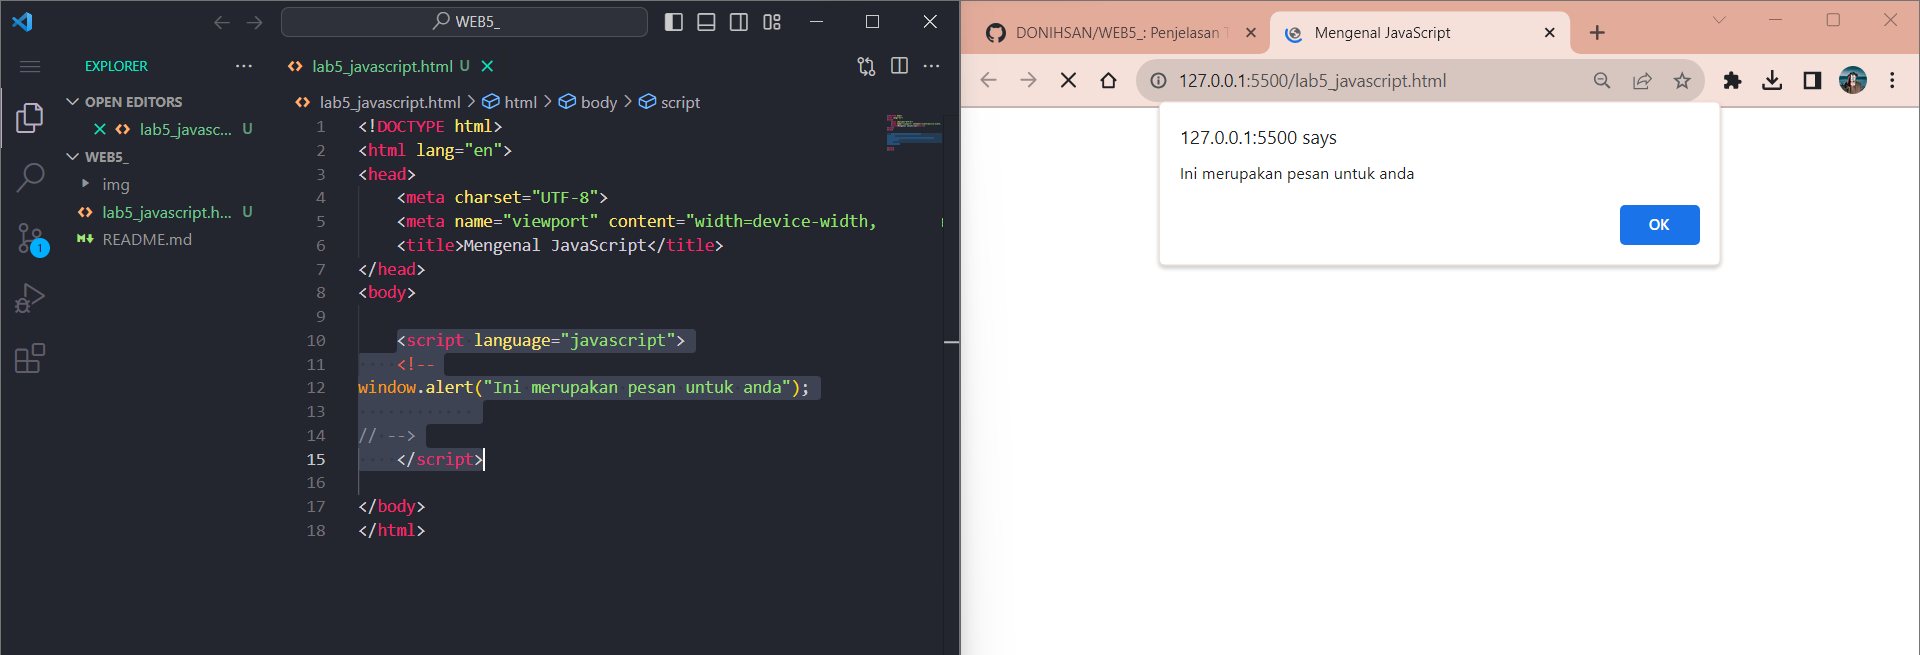 WEB5_
EXPLORER
OPEN EDITORS
lab5_javasc... U
WEB5_
img
lab5_javascript.h... U
README.md
1
lab5_javascript.html U
lab5_javascript.html > html > body > script
1 <!DOCTYPE html>
2 <html lang="en">
3 <head>
4 <meta charset="UTF-8">
5 <meta name="viewport" content="width=device-width,
6 <title>Mengenal JavaScript</title>
7 </head>
8 <body>
9
10 <script language="javascript">
11 <!--
12 window.alert("Ini merupakan pesan untuk anda");
13
14 // -->
15 </script>
16
17 </body>
18 </html>
DONIHSAN/WEB5_: Penjelasan
Mengenal JavaScript
127.0.0.1:5500/lab5_javascript.html
127.0.0.1:5500 says
Ini merupakan pesan untuk anda
OK